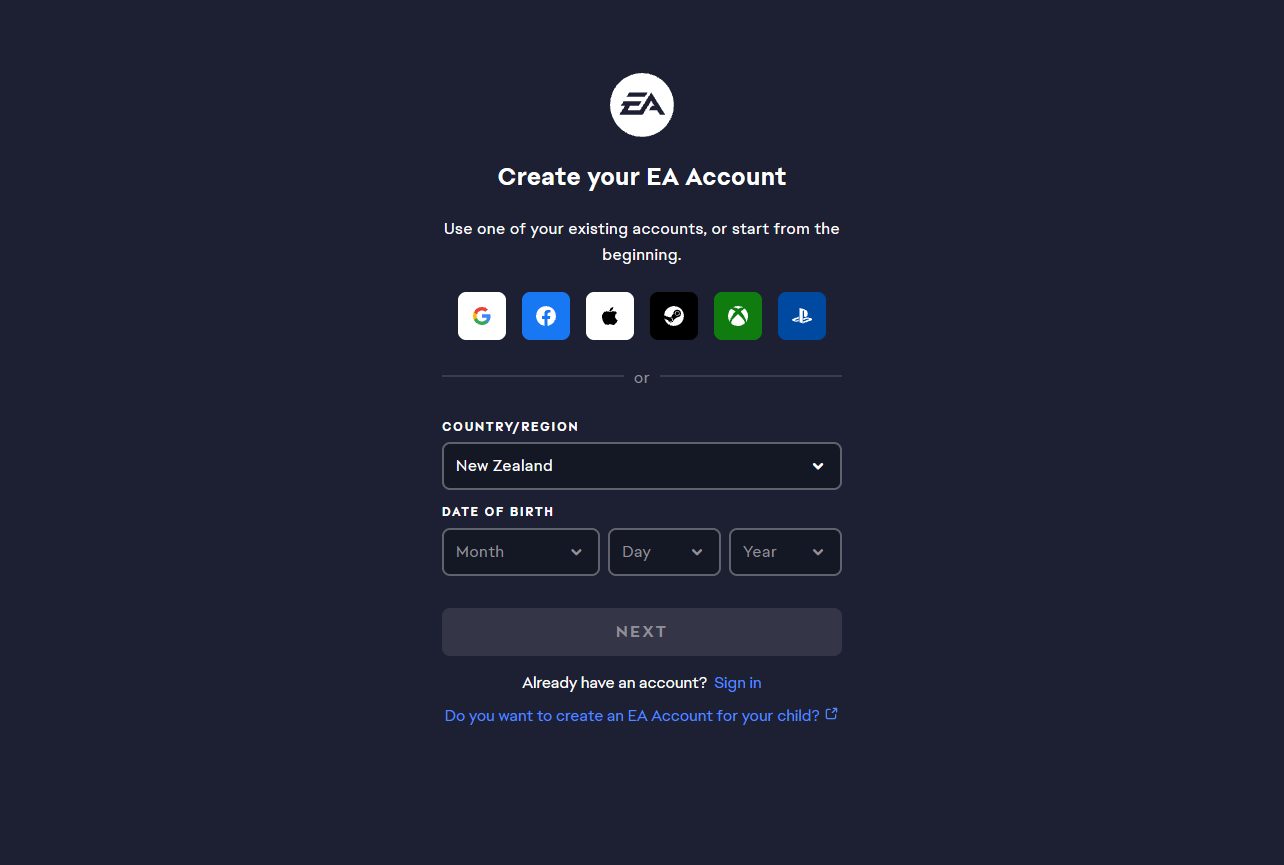 EA
Create your EA Account
Use one of your existing accounts, or start from the
beginning.
or
COUNTRY/REGION
New Zealand
DATE OF BIRTH
Month Day Year
NEXT
Already have an account? Sign in
Do you want to create an EA Account for your child?